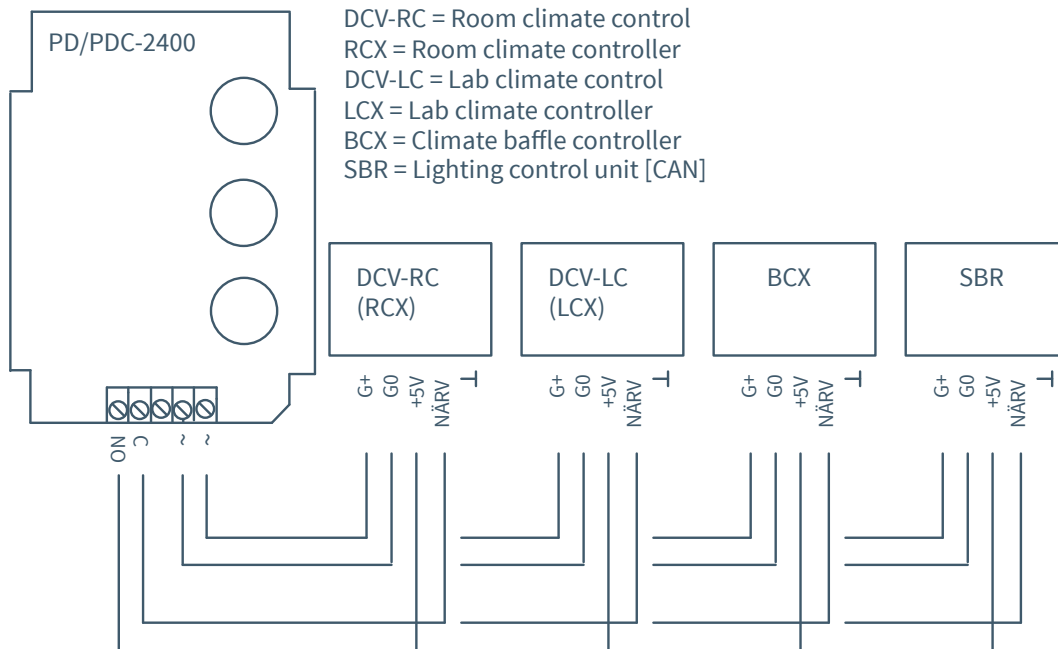 PD/PDC-2400
DCV-RC = Room climate control
RCX = Room climate controller
DCV-LC = Lab climate control
LCX = Lab climate controller
BCX = Climate baffle controller
SBR = Lighting control unit [CAN]
DCV-RC
(RCX)
DCV-LC
(LCX)
BCX
SBR
G+
G0
+5V
NÄRV
G+
G0
+5V
NÄRV
G+
G0
+5V
NÄRV
G+
G0
+5V
NÄRV
NO
C
~
~